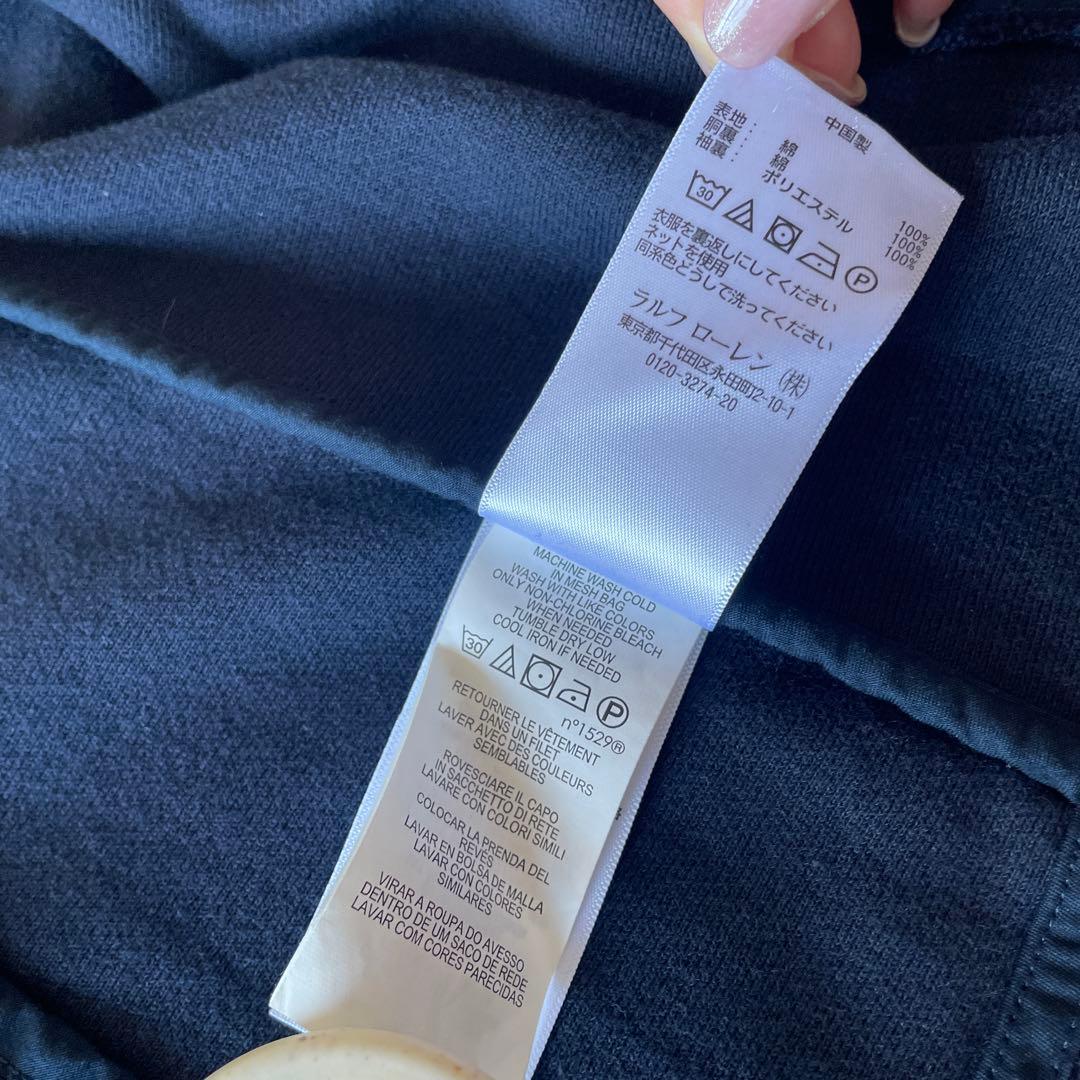 中国製
表地: 綿 100%
胴裏: 綿 100%
袖裏: ポリエステル 100%
30 P
衣服を裏返しにしてください
ネットを使用
同系色どうしで洗ってください
ラルフ ローレン (株)
東京都千代田区永田町2-10-1
0120-3274-20
MACHINE WASH COLD
IN MESH BAG
WASH WITH LIKE COLORS
ONLY NON-CHLORINE BLEACH
WHEN NEEDED
TUMBLE DRY LOW
COOL IRON IF NEEDED
30 P
n°1529®
RETOURNER LE VÊTEMENT
DANS UN FILET
LAVER AVEC DES COULEURS
SEMBLABLES
ROVESCIARE IL CAPO
IN SACCHETTO DI RETE
LAVARE CON COLORI SIMILI
COLOCAR LA PRENDA DEL
REVÉS
LAVAR EN BOLSA DE MALLA
LAVAR CON COLORES
SIMILARES
VIRAR A ROUPA DO AVESSO
DENTRO DE UM SACO DE REDE
LAVAR COM CORES PARECIDAS